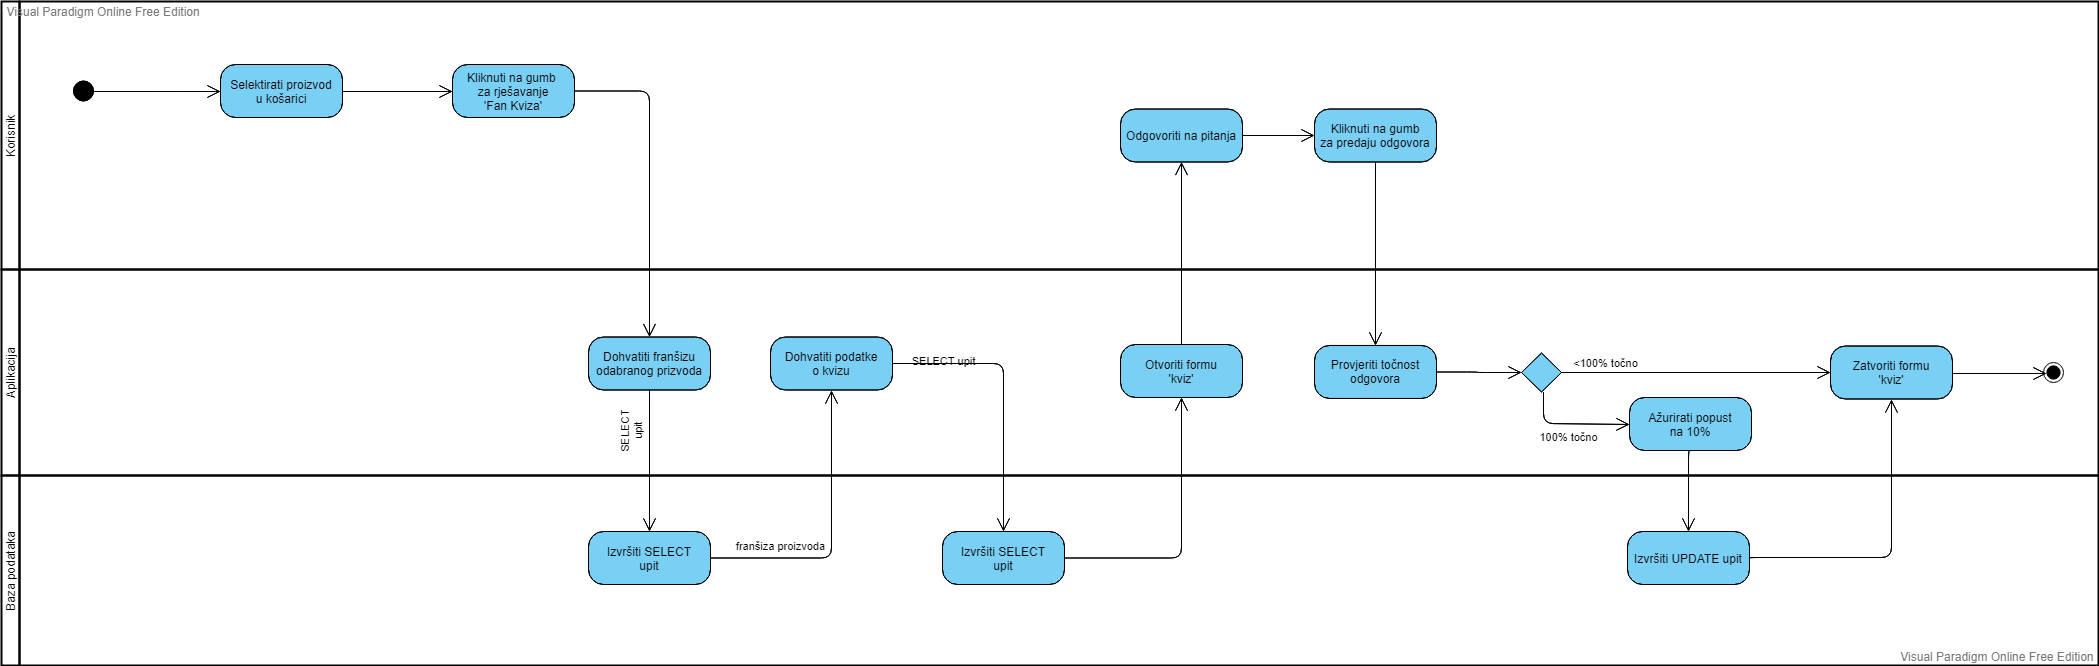 Visual Paradigm Online Free Edition
Korisnik
Selektirati proizvod
u košarici
Kliknuti na gumb
za rješavanje
'Fan Kviza'
Odgovoriti na pitanja
Kliknuti na gumb
za predaju odgovora
Aplikacija
Dohvatiti franšizu
odabranog prizvoda
SELECT
upit
Dohvatiti podatke
o kvizu
SELECT upit
Otvoriti formu
'kviz'
Provjeriti točnost
odgovora
<100% točno
100% točno
Ažurirati popust
na 10%
Zatvoriti formu
'kviz'
Baza podataka
Izvršiti SELECT
upit
franšiza proizvoda
Izvršiti SELECT
upit
Izvršiti UPDATE upit
Visual Paradigm Online Free Edition